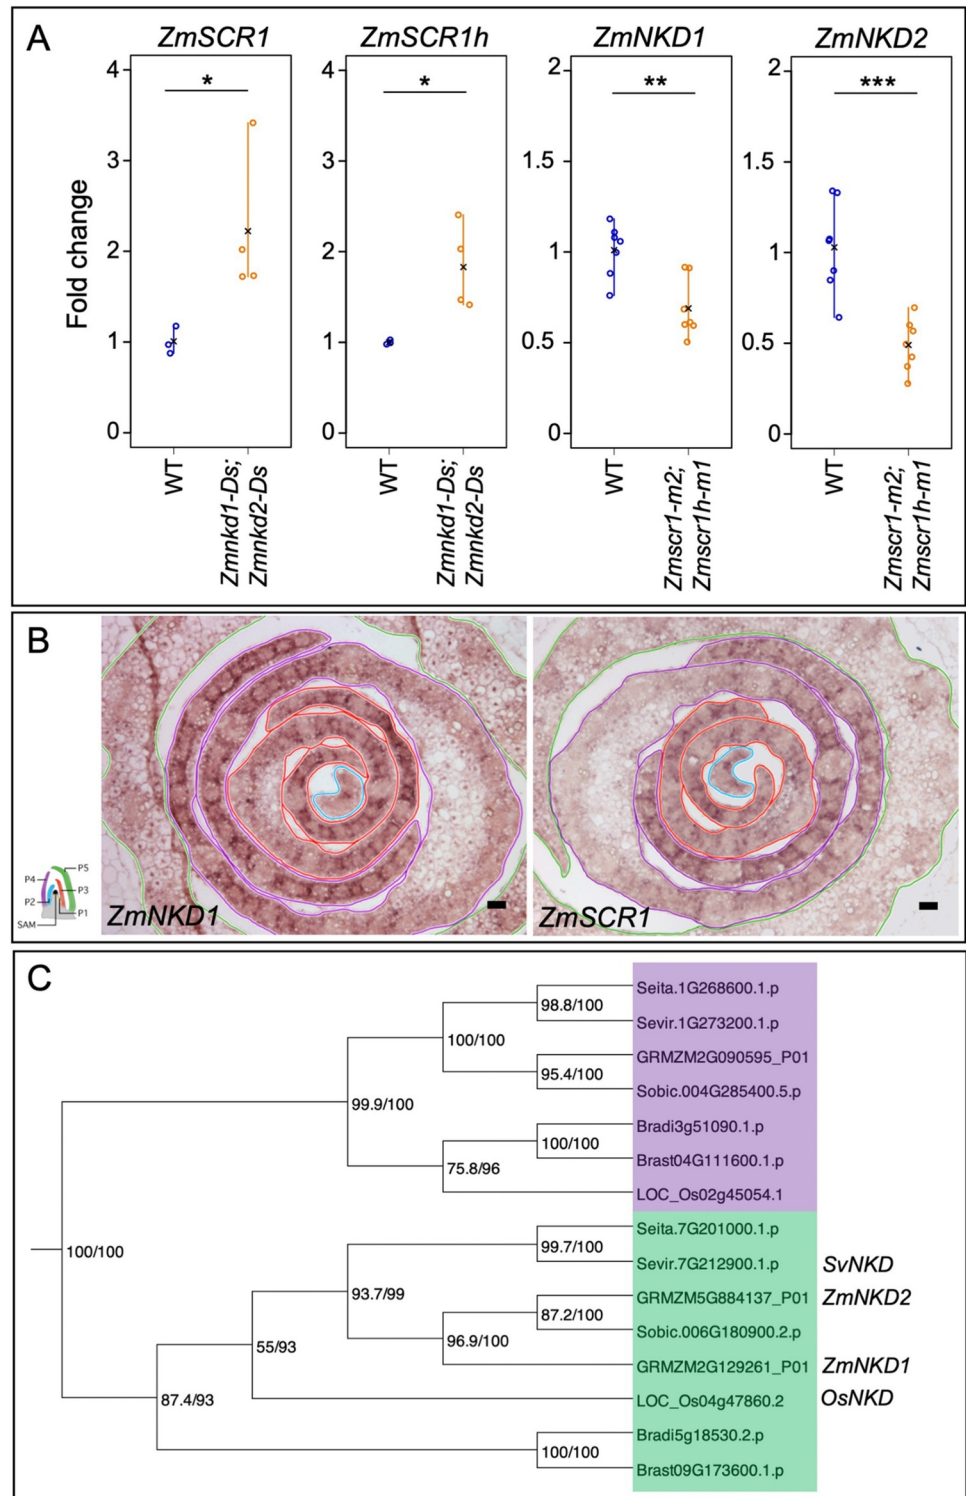 A
ZmSCR1
ZmSCR1h
ZmNKD1
ZmNKD2
Fold change
4
3
2
1
0
*
WT
Zmnkd1-Ds;
Zmnkd2-Ds
4
3
2
1
0
*
WT
Zmnkd1-Ds;
Zmnkd2-Ds
2
1.5
1
0.5
0
**
WT
Zmscr1-m2;
Zmscr1h-m1
2
1.5
1
0.5
0
***
WT
Zmscr1-m2;
Zmscr1h-m1
B
P5
P4
P3
P2
P1
SAM
ZmNKD1
ZmSCR1
C
Seita.1G268600.1.p
98.8/100
Sevir.1G273200.1.p
100/100
GRMZM2G090595_P01
95.4/100
Sobic.004G285400.5.p
99.9/100
Bradi3g51090.1.p
100/100
Brast04G111600.1.p
75.8/96
LOC_Os02g45054.1
100/100
Seita.7G201000.1.p
99.7/100
Sevir.7G212900.1.p SvNKD
93.7/99
GRMZM5G884137_P01 ZmNKD2
87.2/100
Sobic.006G180900.2.p
96.9/100
55/93
GRMZM2G129261_P01 ZmNKD1
87.4/93
LOC_Os04g47860.2 OsNKD
Bradi5g18530.2.p
100/100
Brast09G173600.1.p